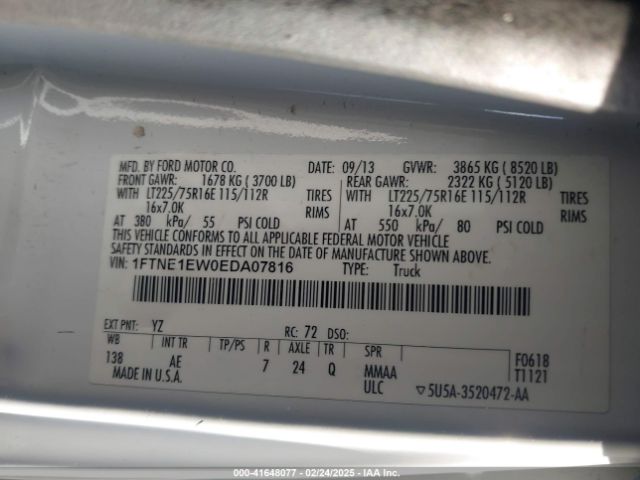 MFD. BY FORD MOTOR CO. DATE: 09/13 GVWR: 3865 KG ( 8520 LB)
FRONT GAWR: 1678 KG ( 3700 LB) REAR GAWR: 2322 KG ( 5120 LB)
WITH LT225/75R16E 115/112R TIRES WITH LT225/75R16E 115/112R TIRES
16x7.0K RIMS 16x7.0K RIMS
AT 380 kPa/ 55 PSI COLD AT 550 kPa/ 80 PSI COLD
THIS VEHICLE CONFORMS TO ALL APPLICABLE FEDERAL MOTOR VEHICLE
SAFETY STANDARDS IN EFFECT ON THE DATE OF MANUFACTURE SHOWN ABOVE.
VIN: 1FTNE1EW0EDA07816 TYPE: Truck
EXT PNT: YZ RC: 72 DSO:
WB INT TR TP/PS R AXLE TR SPR F0618
138 AE 7 24 Q MMAA T1121
MADE IN U.S.A. ULC ▽5U5A-3520472-AA
000-41648077 - 02/24/2025 - IAA Inc.